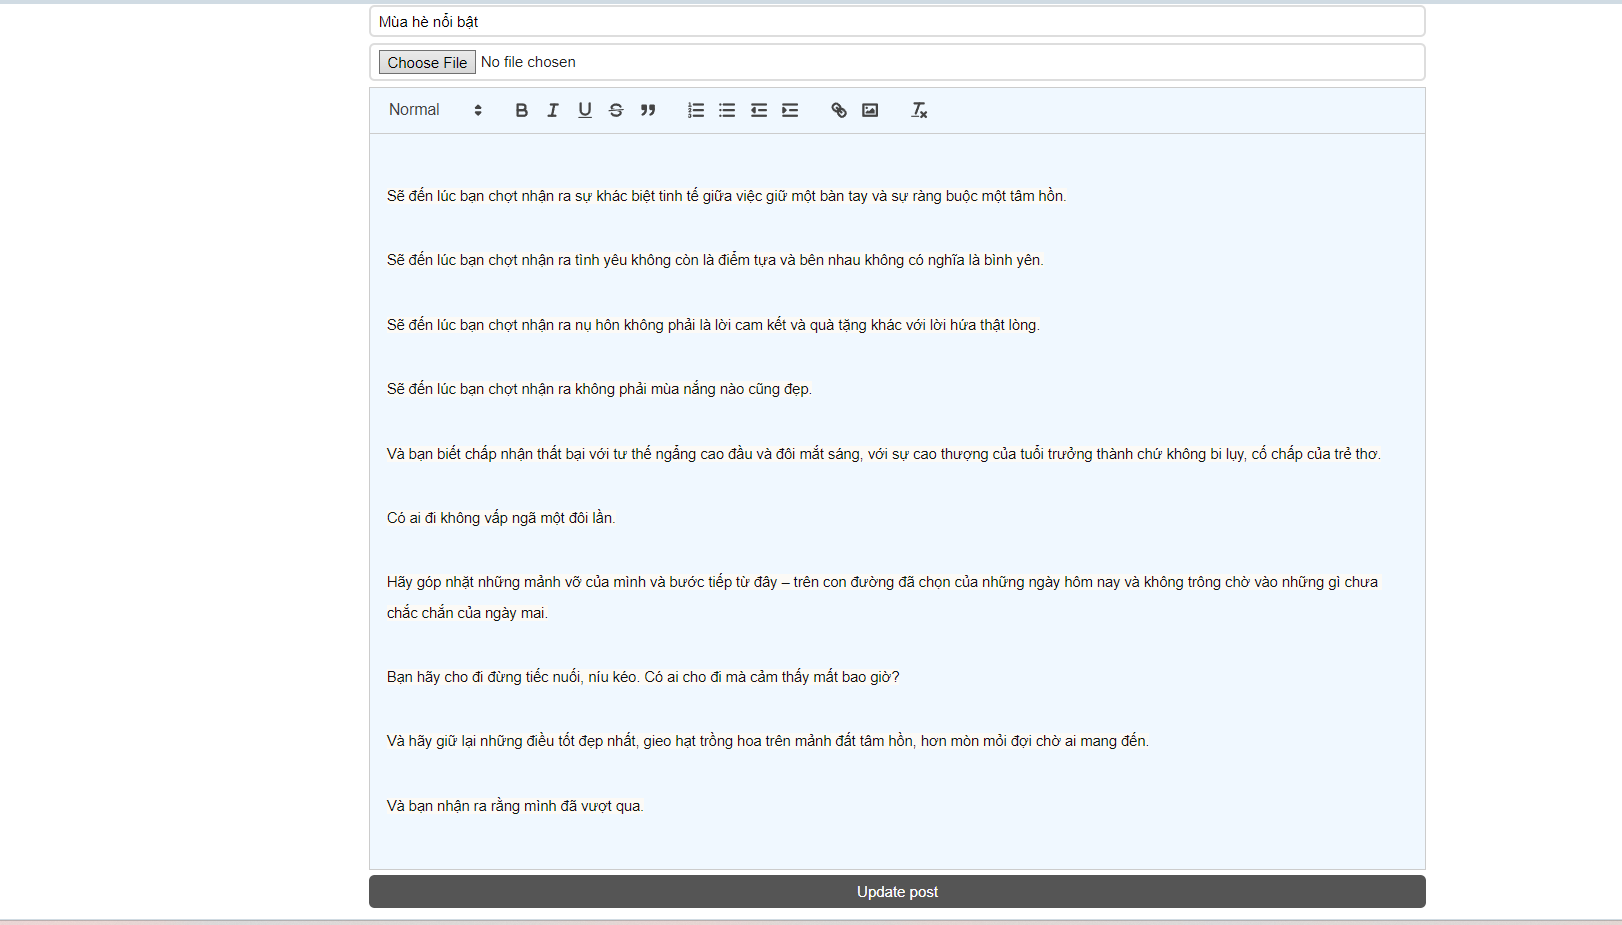 Mùa hè nổi bật
Choose File No file chosen
Normal
Sẽ đến lúc bạn chợt nhận ra sự khác biệt tinh tế giữa việc giữ một bàn tay và sự ràng buộc một tâm hồn.
Sẽ đến lúc bạn chợt nhận ra tình yêu không còn là điểm tựa và bên nhau không có nghĩa là bình yên.
Sẽ đến lúc bạn chợt nhận ra nụ hôn không phải là lời cam kết và quà tặng khác với lời hứa thật lòng.
Sẽ đến lúc bạn chợt nhận ra không phải mùa nắng nào cũng đẹp.
Và bạn biết chấp nhận thất bại với tư thế ngẩng cao đầu và đôi mắt sáng, với sự cao thượng của tuổi trưởng thành chứ không bi lụy, cố chấp của trẻ thơ.
Có ai đi không vấp ngã một đôi lần.
Hãy góp nhặt những mảnh vỡ của mình và bước tiếp từ đây – trên con đường đã chọn của những ngày hôm nay và không trông chờ vào những gì chưa
chắc chắn của ngày mai.
Bạn hãy cho đi đừng tiếc nuối, níu kéo. Có ai cho đi mà cảm thấy mất bao giờ?
Và hãy giữ lại những điều tốt đẹp nhất, gieo hạt trồng hoa trên mảnh đất tâm hồn, hơn mòn mỏi đợi chờ ai mang đến.
Và bạn nhận ra rằng mình đã vượt qua.
Update post